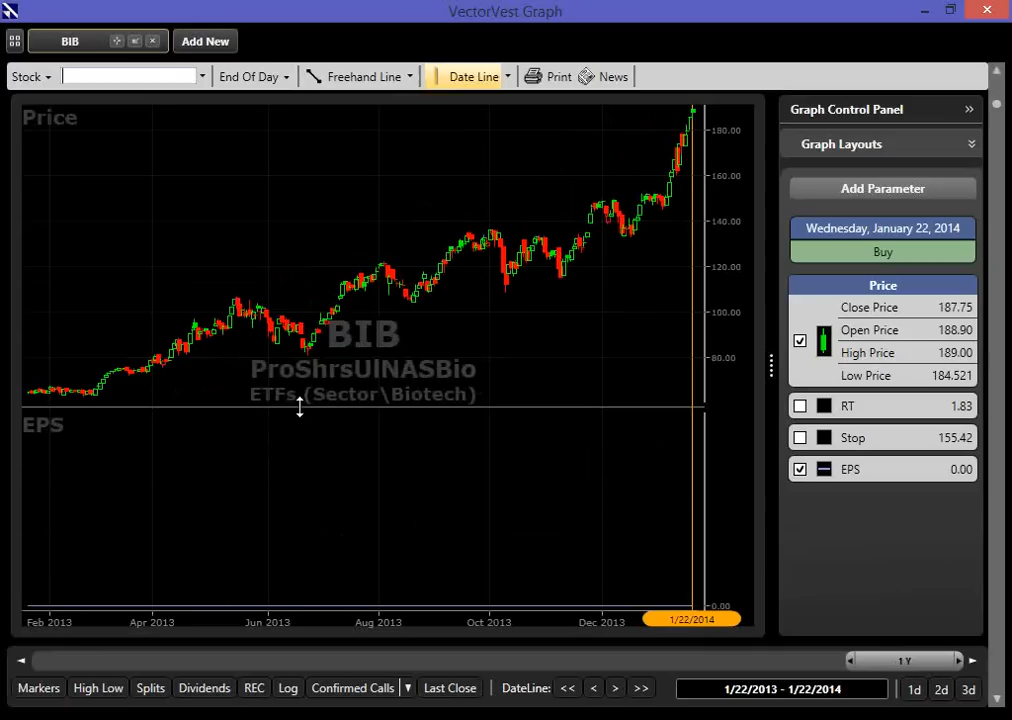 VectorVest Graph
BIB
Add New
Stock
End Of Day
Freehand Line
Date Line
Print
News
Price
180.00
160.00
140.00
120.00
100.00
80.00
BIB
ProShrsUlNASBio
ETFs (Sector\Biotech)
EPS
0.00
Feb 2013
Apr 2013
Jun 2013
Aug 2013
Oct 2013
Dec 2013
1/22/2014
Graph Control Panel
Graph Layouts
Add Parameter
Wednesday, January 22, 2014
Buy
Price
Close Price 187.75
Open Price 188.90
High Price 189.00
Low Price 184.521
RT 1.83
Stop 155.42
EPS 0.00
1 Y
Markers
High Low
Splits
Dividends
REC
Log
Confirmed Calls
Last Close
DateLine:
<<
<
>
>>
1/22/2013 - 1/22/2014
1d
2d
3d